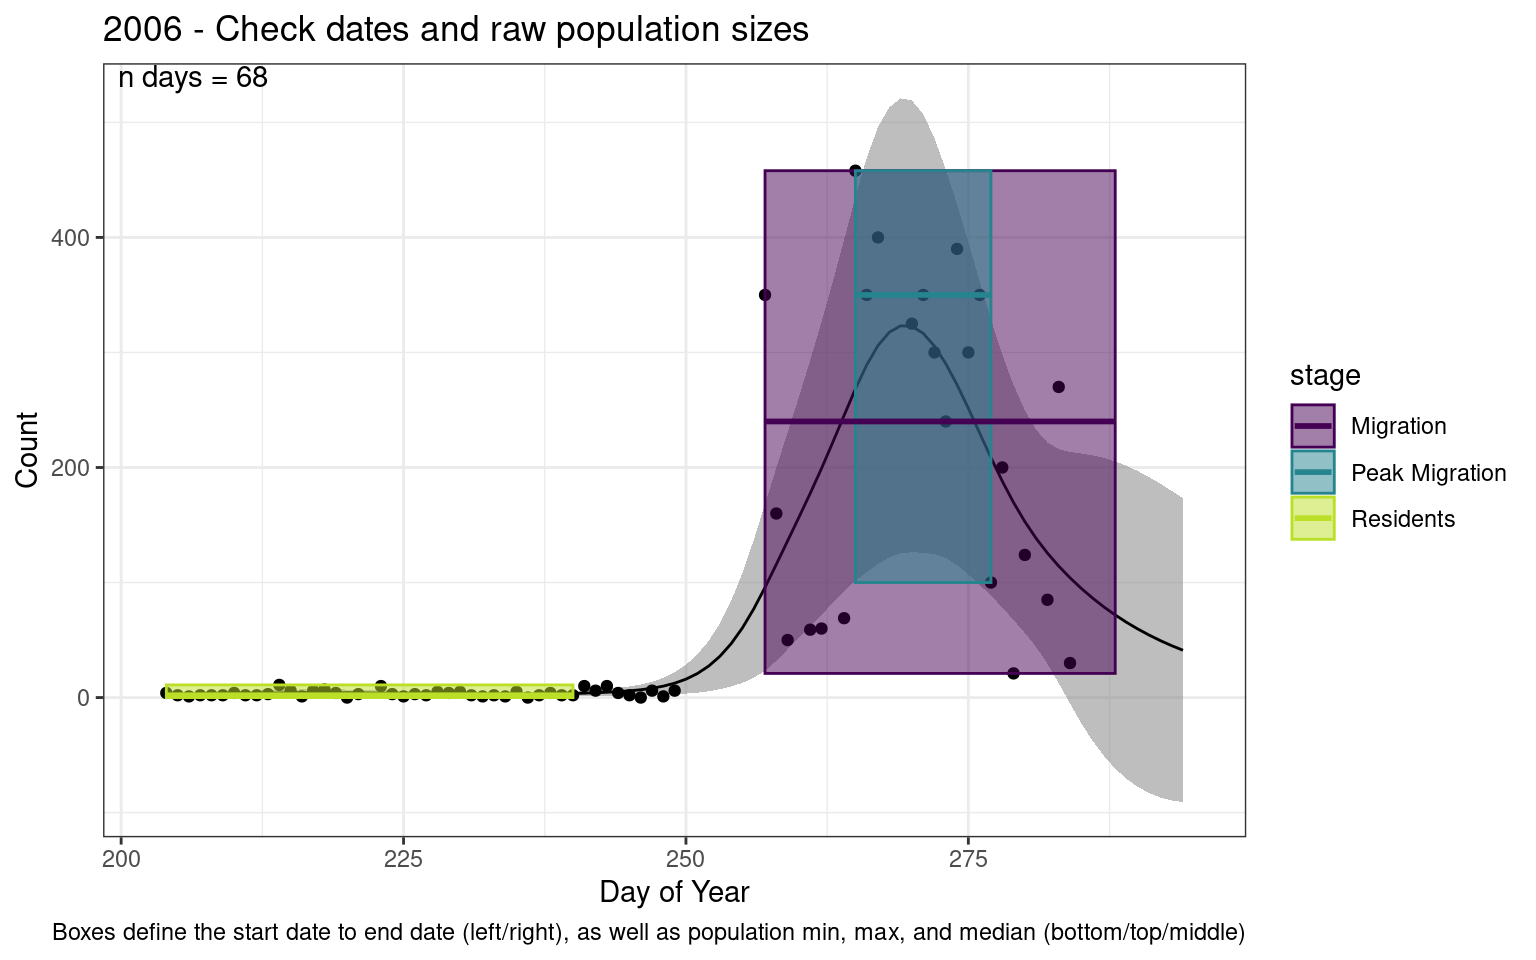 2006 - Check dates and raw population sizes
n days = 68
400
200
0
Count
200
225
250
275
Day of Year
stage
Migration
Peak Migration
Residents
Boxes define the start date to end date (left/right), as well as population min, max, and median (bottom/top/middle)